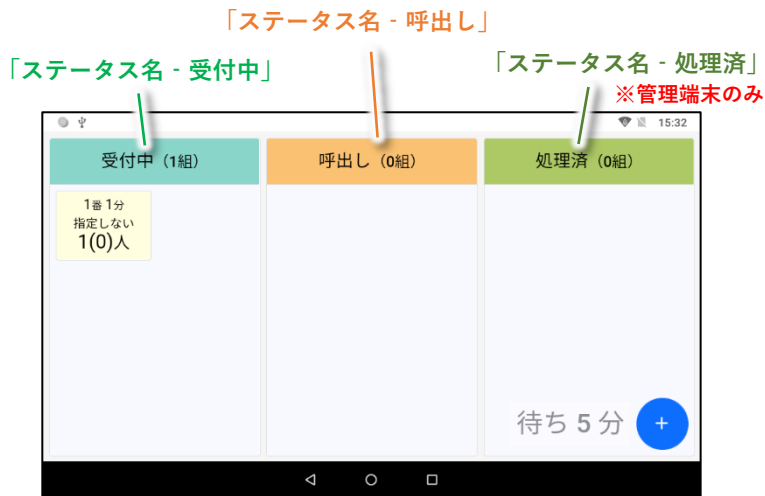 「ステータス名 - 呼出し」
「ステータス名 - 受付中」
「ステータス名 - 処理済」
※管理端末のみ
15:32
受付中（1組）
呼出し（0組）
処理済（0組）
1番 1分
指定しない
1(0)人
待ち 5 分
+